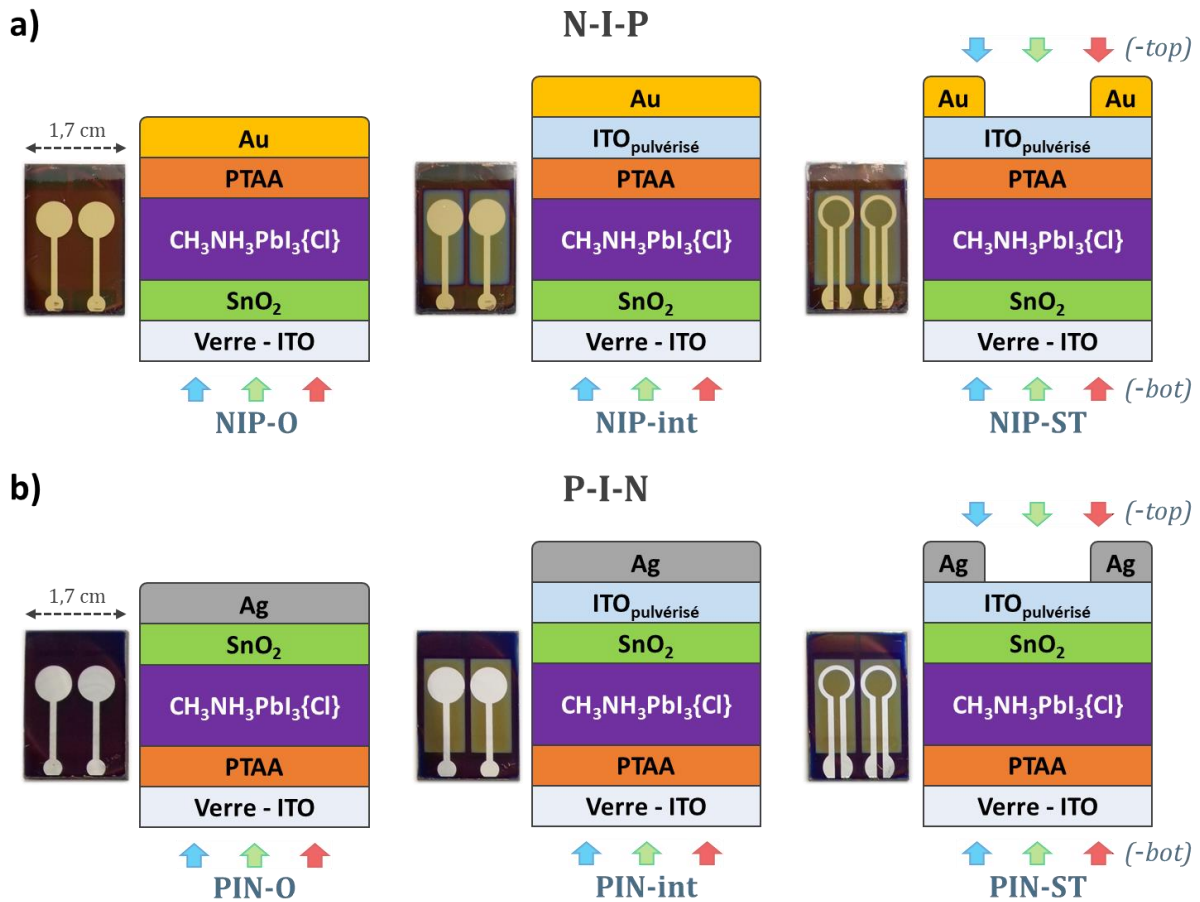 a)
N-I-P
(-top)
1,7 cm
Au
PTAA
CH₃NH₃PbI₃{Cl}
SnO₂
Verre - ITO
NIP-O
Au
ITOpulvérisé
PTAA
CH₃NH₃PbI₃{Cl}
SnO₂
Verre - ITO
NIP-int
Au Au
ITOpulvérisé
PTAA
CH₃NH₃PbI₃{Cl}
SnO₂
Verre - ITO
(-bot)
NIP-ST
b)
P-I-N
(-top)
1,7 cm
Ag
SnO₂
CH₃NH₃PbI₃{Cl}
PTAA
Verre - ITO
PIN-O
Ag
ITOpulvérisé
SnO₂
CH₃NH₃PbI₃{Cl}
PTAA
Verre - ITO
PIN-int
Ag Ag
ITOpulvérisé
SnO₂
CH₃NH₃PbI₃{Cl}
PTAA
Verre - ITO
(-bot)
PIN-ST